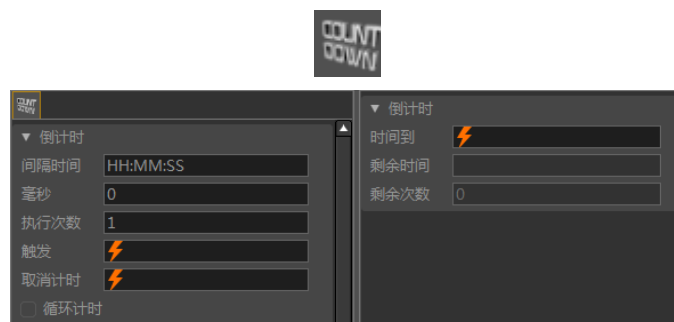 COUNT
DOWN
COUNT
DOWN
▼ 倒计时
间隔时间 HH:MM:SS
毫秒 0
执行次数 1
触发
取消计时
循环计时
▼ 倒计时
时间到
剩余时间
剩余次数 0